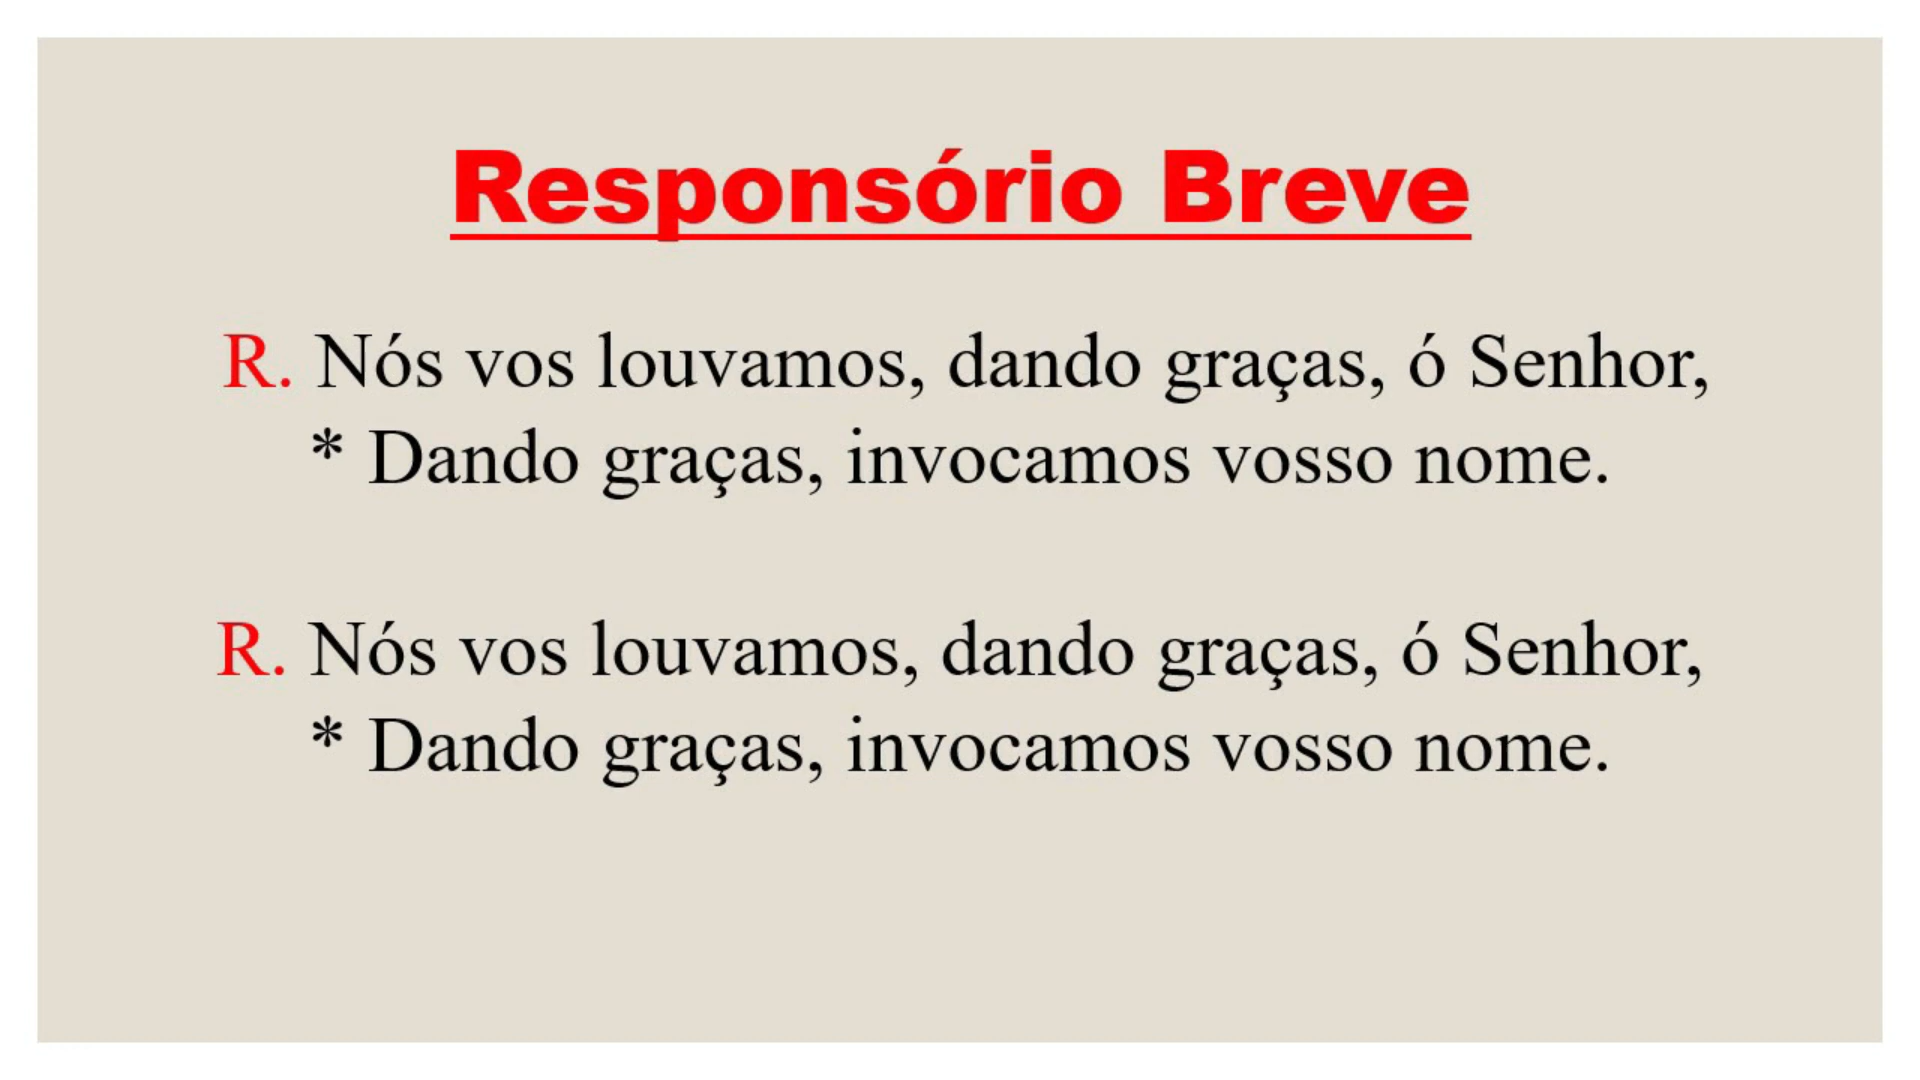 Responsório Breve
R. Nós vos louvamos, dando graças, ó Senhor,
* Dando graças, invocamos vosso nome.
R. Nós vos louvamos, dando graças, ó Senhor,
* Dando graças, invocamos vosso nome.